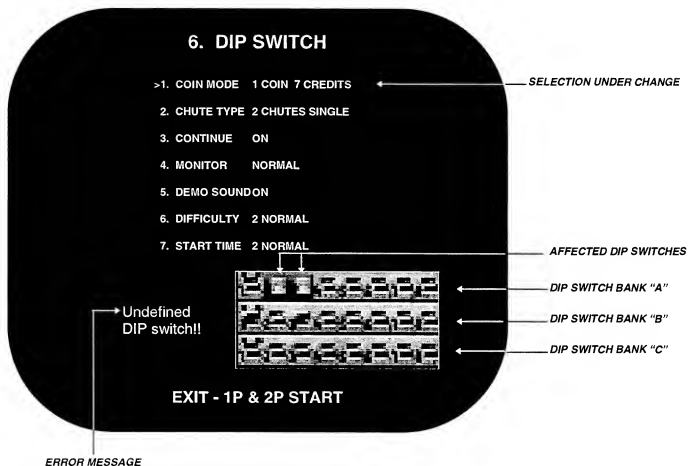 6. DIP SWITCH
>1. COIN MODE 1 COIN 7 CREDITS
SELECTION UNDER CHANGE
2. CHUTE TYPE 2 CHUTES SINGLE
3. CONTINUE ON
4. MONITOR NORMAL
5. DEMO SOUND ON
6. DIFFICULTY 2 NORMAL
7. START TIME 2 NORMAL
AFFECTED DIP SWITCHES
DIP SWITCH BANK "A"
Undefined
DIP switch!!
DIP SWITCH BANK "B"
DIP SWITCH BANK "C"
EXIT - 1P & 2P START
ERROR MESSAGE